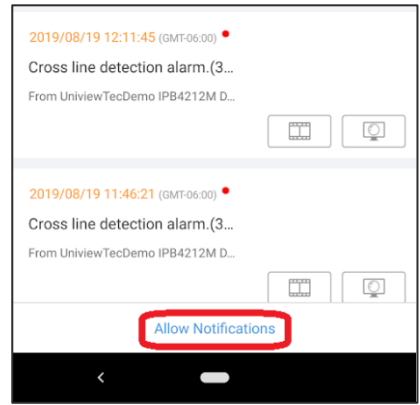 2019/08/19 12:11:45 (GMT-06:00)
Cross line detection alarm.(3...
From UniviewTecDemo IPB4212M D...
2019/08/19 11:46:21 (GMT-06:00)
Cross line detection alarm.(3...
From UniviewTecDemo IPB4212M D...
Allow Notifications